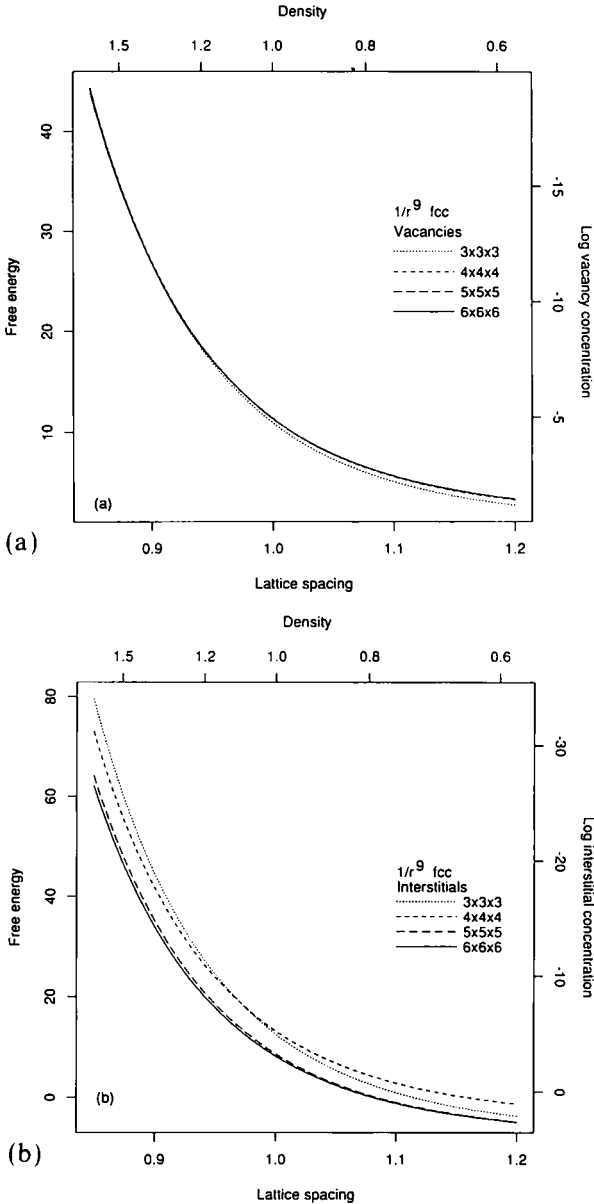 Density
1.5 1.2 1.0 0.8 0.6
40
30
20
10
Free energy
-15
-10
-5
Log vacancy concentration
1/r^9 fcc
Vacancies
3x3x3
4x4x4
5x5x5
6x6x6
(a)
(a)
0.9 1.0 1.1 1.2
Lattice spacing
Density
1.5 1.2 1.0 0.8 0.6
80
60
40
20
0
Free energy
-30
-20
-10
0
Log interstitial concentration
1/r^9 fcc
Interstitials
3x3x3
4x4x4
5x5x5
6x6x6
(b)
(b)
0.9 1.0 1.1 1.2
Lattice spacing